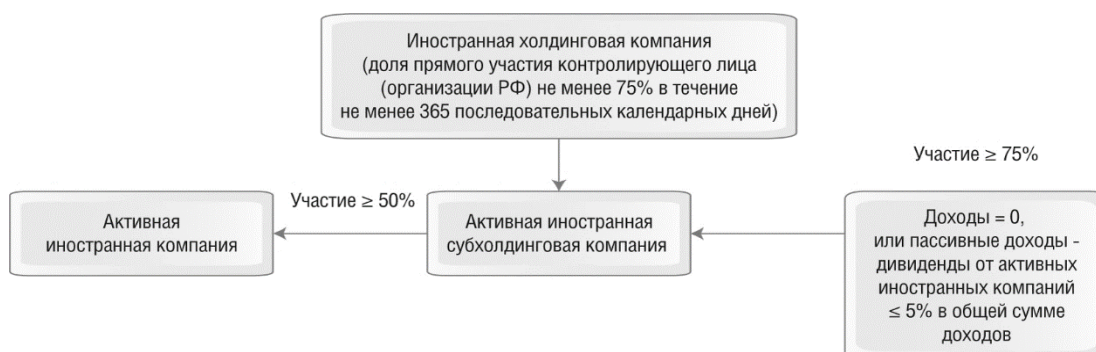 Иностранная холдинговая компания
(доля прямого участия контролирующего лица
(организации РФ) не менее 75% в течение
не менее 365 последовательных календарных дней)
Участие ≥ 75%
Участие ≥ 50%
Активная
иностранная компания
Активная иностранная
субхолдинговая компания
Доходы = 0,
или пассивные доходы -
дивиденды от активных
иностранных компаний
≤ 5% в общей сумме
доходов